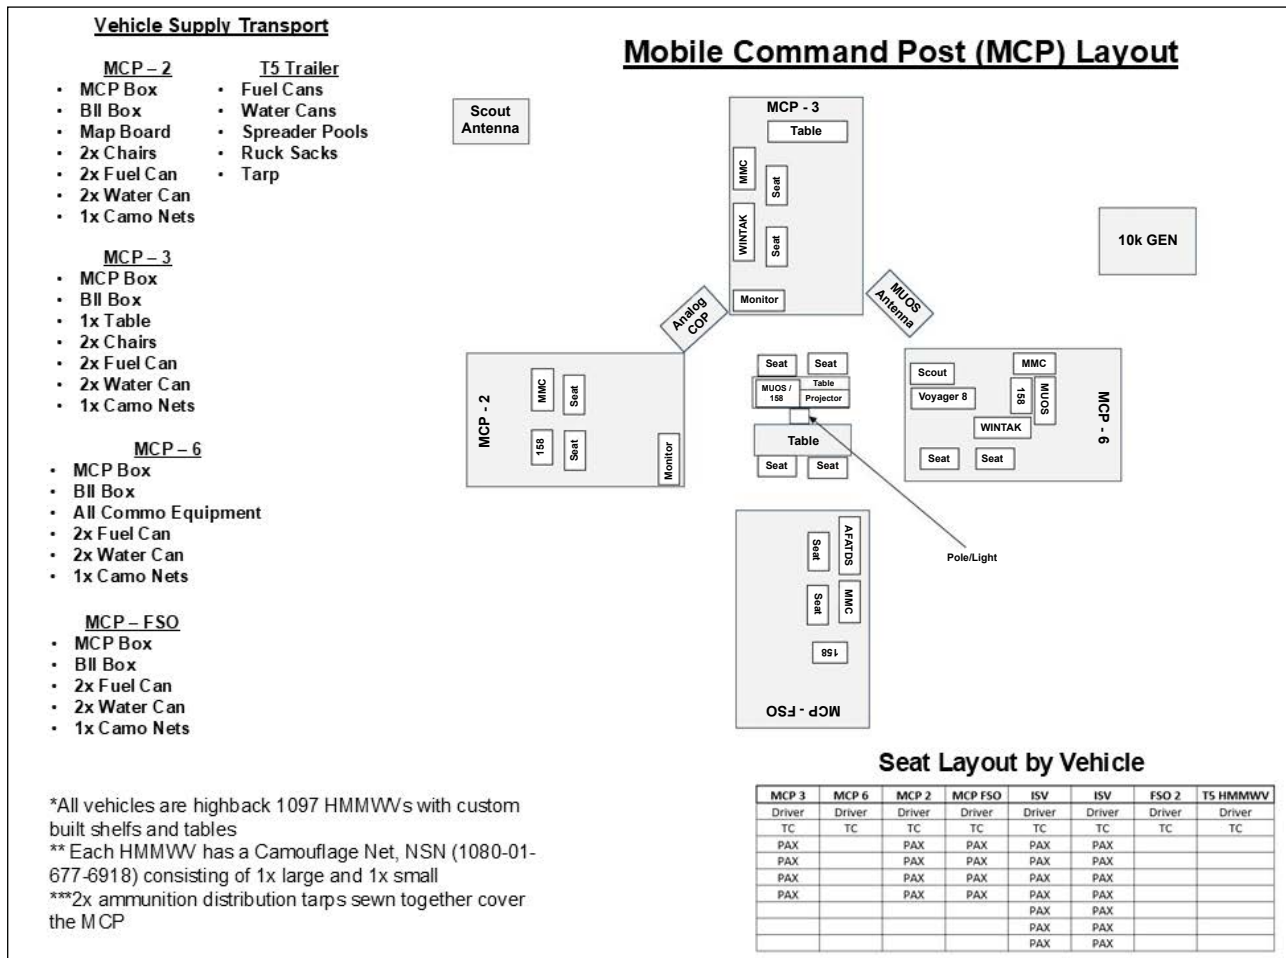 Vehicle Supply Transport
MCP – 2
• MCP Box
• BII Box
• Map Board
• 2x Chairs
• 2x Fuel Can
• 2x Water Can
• 1x Camo Nets
T5 Trailer
• Fuel Cans
• Water Cans
• Spreader Pools
• Ruck Sacks
• Tarp
MCP – 3
• MCP Box
• BII Box
• 1x Table
• 2x Chairs
• 2x Fuel Can
• 2x Water Can
• 1x Camo Nets
MCP – 6
• MCP Box
• BII Box
• All Commo Equipment
• 2x Fuel Can
• 2x Water Can
• 1x Camo Nets
MCP – FSO
• MCP Box
• BII Box
• 2x Fuel Can
• 2x Water Can
• 1x Camo Nets
*All vehicles are highback 1097 HMMWVs with custom
built shelfs and tables
** Each HMMWV has a Camouflage Net, NSN (1080-01-
677-6918) consisting of 1x large and 1x small
***2x ammunition distribution tarps sewn together cover
the MCP
Mobile Command Post (MCP) Layout
Scout
Antenna
MCP - 3
Table
MMC
Seat
WINTAK
Seat
Monitor
10k GEN
Analog
COP
MUOS
Antenna
MCP - 2
MMC
Seat
158
Seat
Monitor
Seat
Seat
MUOS /
158
Table
Projector
Table
Seat
Seat
Pole/Light
Scout
MMC
Voyager 8
158
MUOS
WINTAK
Seat
Seat
MCP - 6
AFATDS
Seat
MMC
Seat
158
MCP - FSO
Seat Layout by Vehicle
MCP 3 MCP 6 MCP 2 MCP FSO ISV ISV FSO 2 T5 HMMWV
Driver Driver Driver Driver Driver Driver Driver Driver
TC TC TC TC TC TC TC TC
PAX PAX PAX PAX PAX
PAX PAX PAX PAX PAX
PAX PAX PAX PAX PAX
PAX PAX PAX PAX PAX
PAX PAX
PAX PAX
PAX PAX